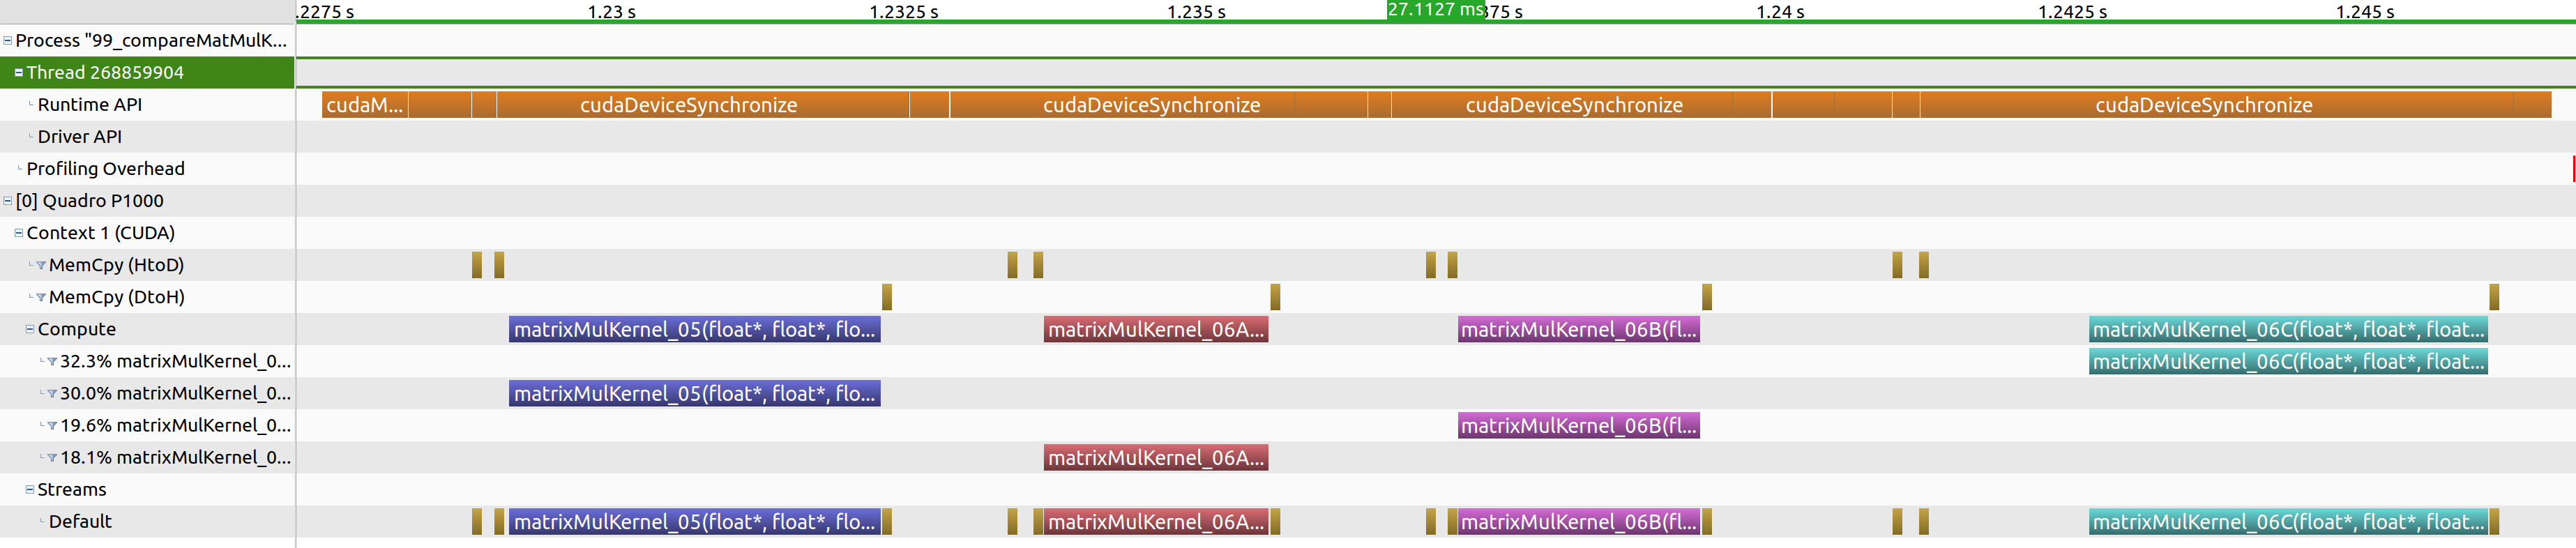 .2275 s 1.23 s 1.2325 s 1.235 s 27.1127 ms 375 s 1.24 s 1.2425 s 1.245 s
Process "99_compareMatMulK...
Thread 268859904
Runtime API cudaM... cudaDeviceSynchronize cudaDeviceSynchronize cudaDeviceSynchronize cudaDeviceSynchronize
Driver API
Profiling Overhead
[0] Quadro P1000
Context 1 (CUDA)
MemCpy (HtoD)
MemCpy (DtoH)
Compute matrixMulKernel_05(float*, float*, flo... matrixMulKernel_06A... matrixMulKernel_06B(fl... matrixMulKernel_06C(float*, float*, float...
32.3% matrixMulKernel_0... matrixMulKernel_06C(float*, float*, float...
30.0% matrixMulKernel_0... matrixMulKernel_05(float*, float*, flo...
19.6% matrixMulKernel_0... matrixMulKernel_06B(fl...
18.1% matrixMulKernel_0... matrixMulKernel_06A...
Streams
Default matrixMulKernel_05(float*, float*, flo... matrixMulKernel_06A... matrixMulKernel_06B(fl... matrixMulKernel_06C(float*, float*, float...